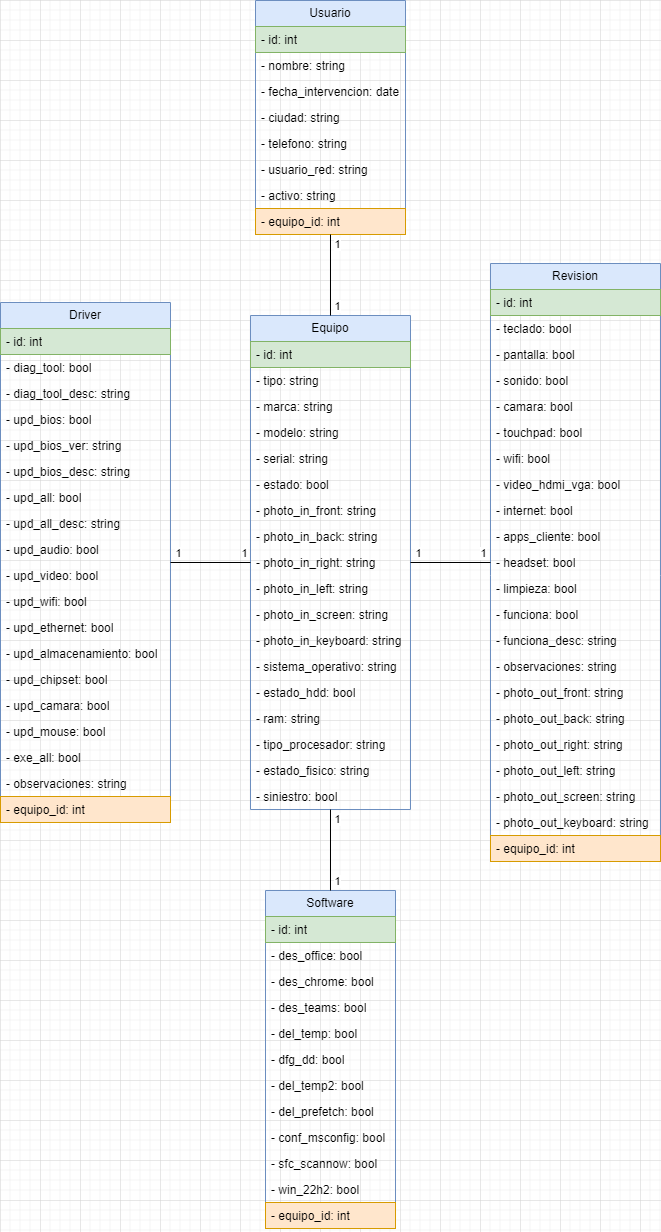 Usuario
- id: int
- nombre: string
- fecha_intervencion: date
- ciudad: string
- telefono: string
- usuario_red: string
- activo: string
- equipo_id: int
1
1
Driver
- id: int
- diag_tool: bool
- diag_tool_desc: string
- upd_bios: bool
- upd_bios_ver: string
- upd_bios_desc: string
- upd_all: bool
- upd_all_desc: string
- upd_audio: bool
- upd_video: bool
- upd_wifi: bool
- upd_ethernet: bool
- upd_almacenamiento: bool
- upd_chipset: bool
- upd_camara: bool
- upd_mouse: bool
- exe_all: bool
- observaciones: string
- equipo_id: int
1
1
Equipo
- id: int
- tipo: string
- marca: string
- modelo: string
- serial: string
- estado: bool
- photo_in_front: string
- photo_in_back: string
- photo_in_right: string
- photo_in_left: string
- photo_in_screen: string
- photo_in_keyboard: string
- sistema_operativo: string
- estado_hdd: bool
- ram: string
- tipo_procesador: string
- estado_fisico: string
- siniestro: bool
1
1
Revision
- id: int
- teclado: bool
- pantalla: bool
- sonido: bool
- camara: bool
- touchpad: bool
- wifi: bool
- video_hdmi_vga: bool
- internet: bool
- apps_cliente: bool
- headset: bool
- limpieza: bool
- funciona: bool
- funciona_desc: string
- observaciones: string
- photo_out_front: string
- photo_out_back: string
- photo_out_right: string
- photo_out_left: string
- photo_out_screen: string
- photo_out_keyboard: string
- equipo_id: int
1
1
Software
- id: int
- des_office: bool
- des_chrome: bool
- des_teams: bool
- del_temp: bool
- dfg_dd: bool
- del_temp2: bool
- del_prefetch: bool
- conf_msconfig: bool
- sfc_scannow: bool
- win_22h2: bool
- equipo_id: int